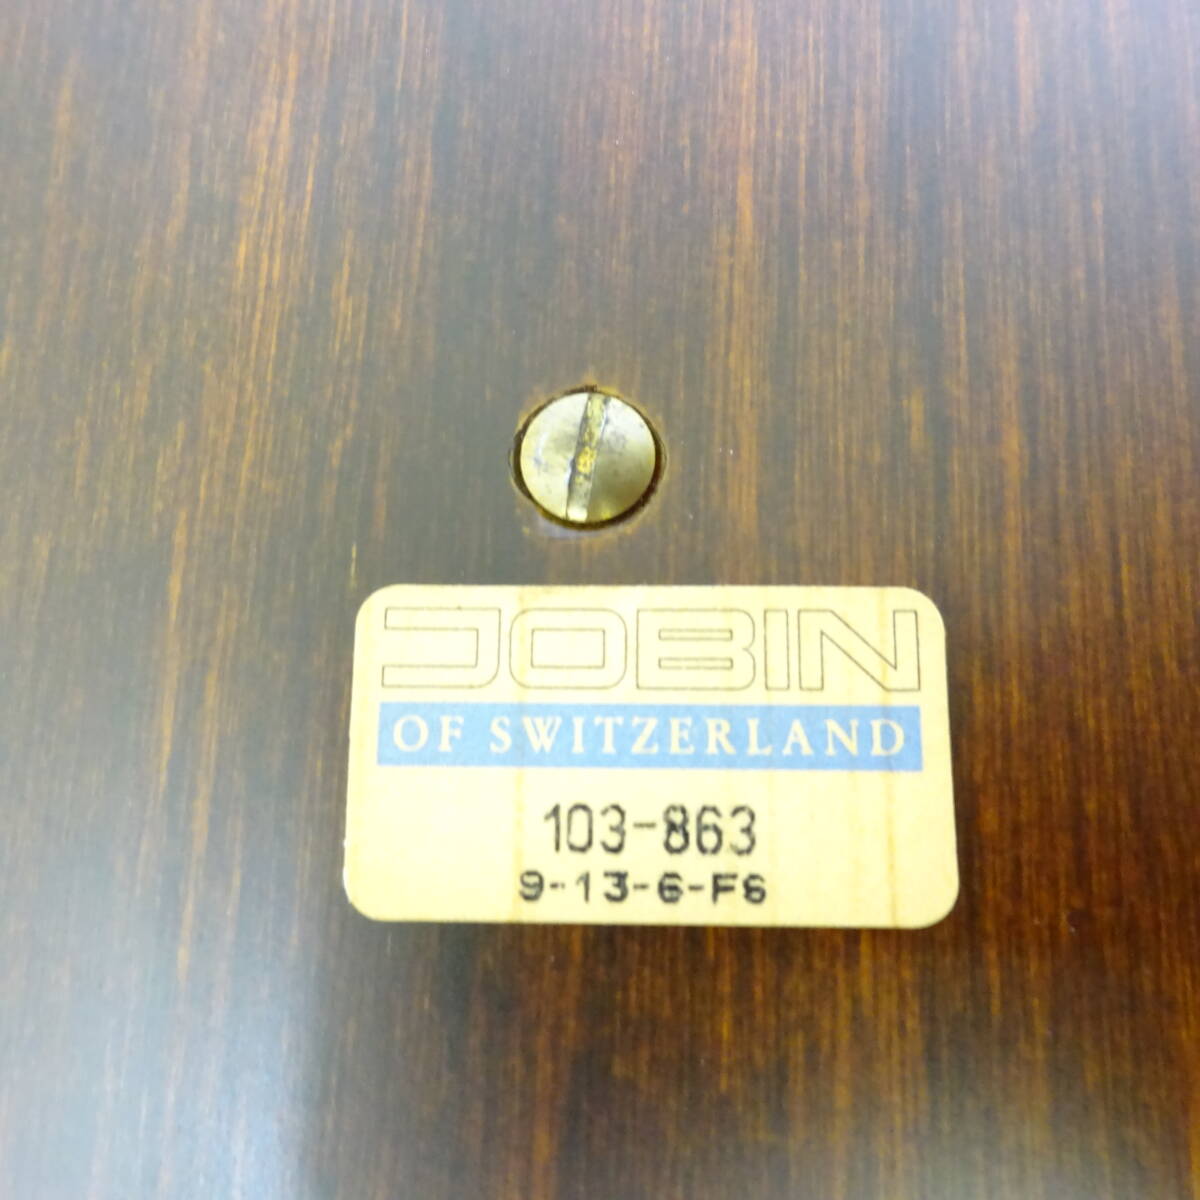 JOBIN
OF SWITZERLAND
103-863
9-13-6-F6